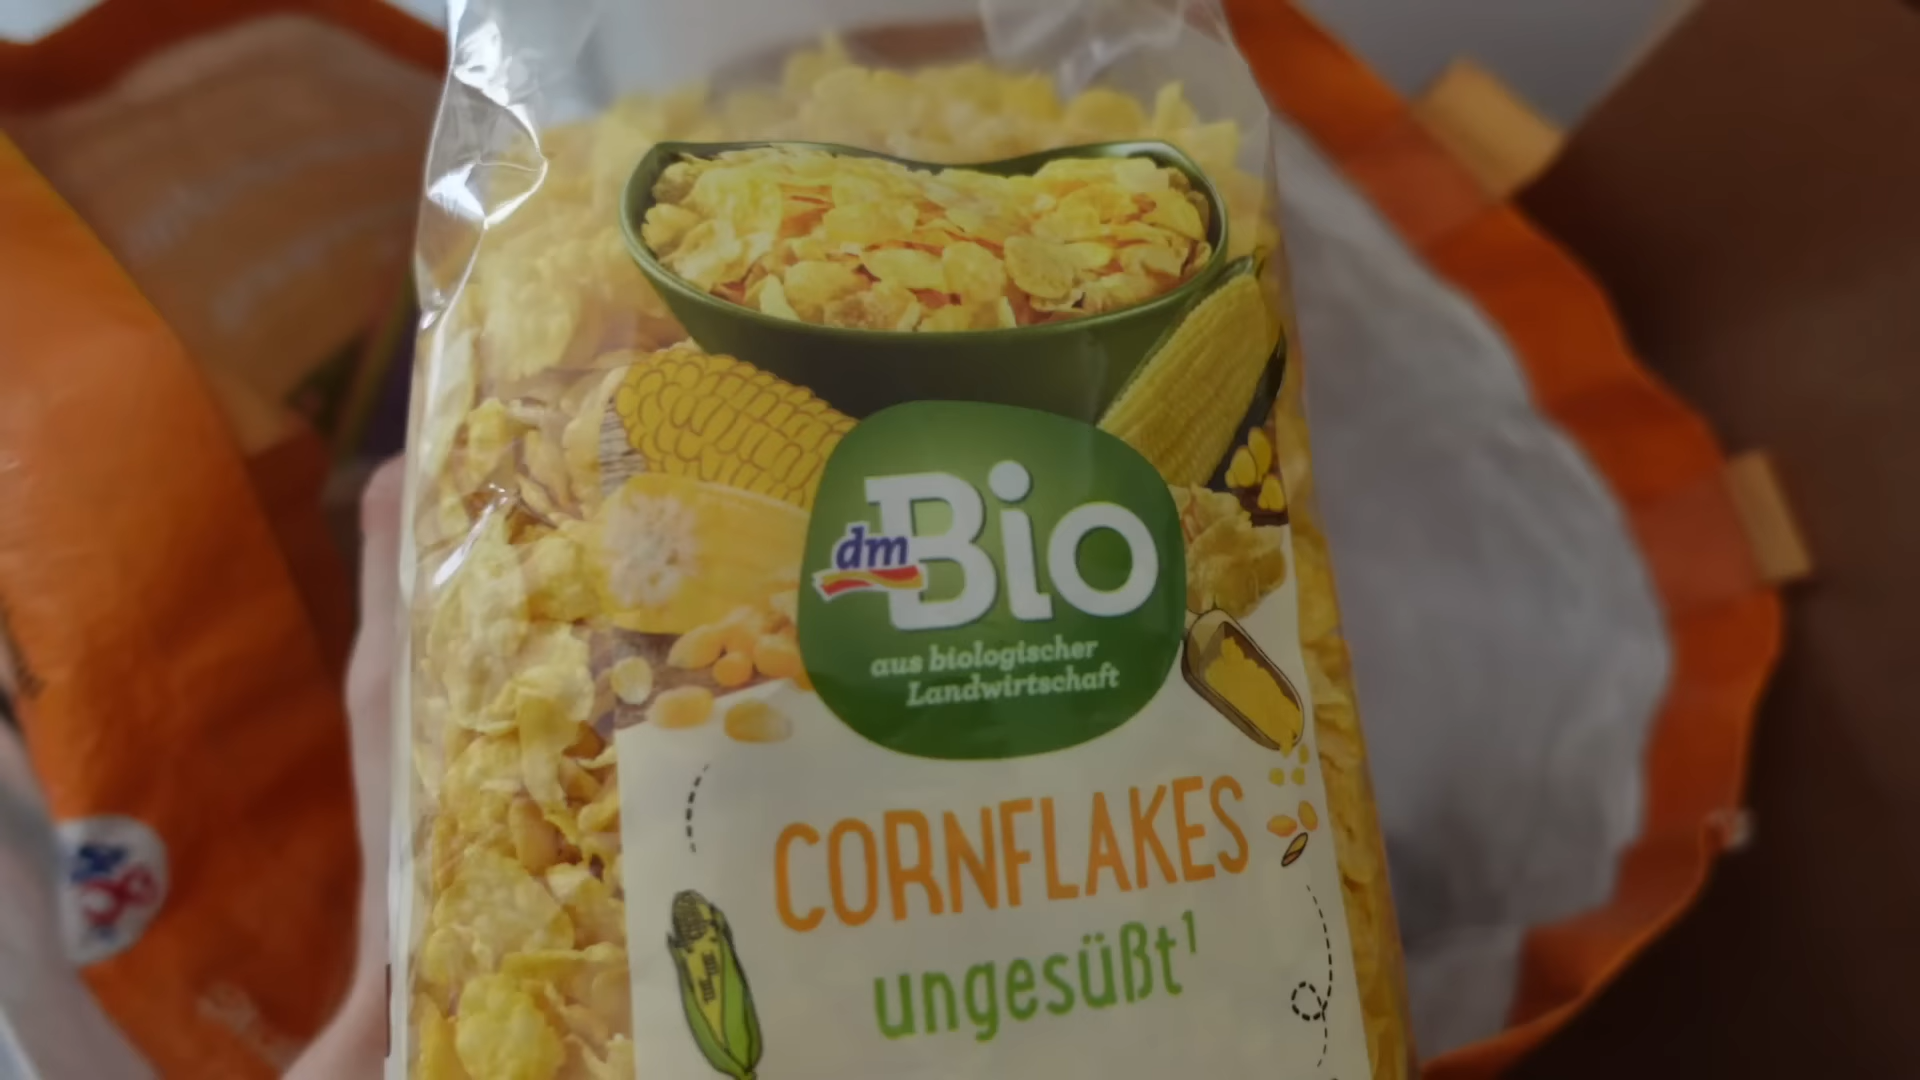 dm
Bio
aus biologischer
Landwirtschaft
CORNFLAKES
ungesüßt¹